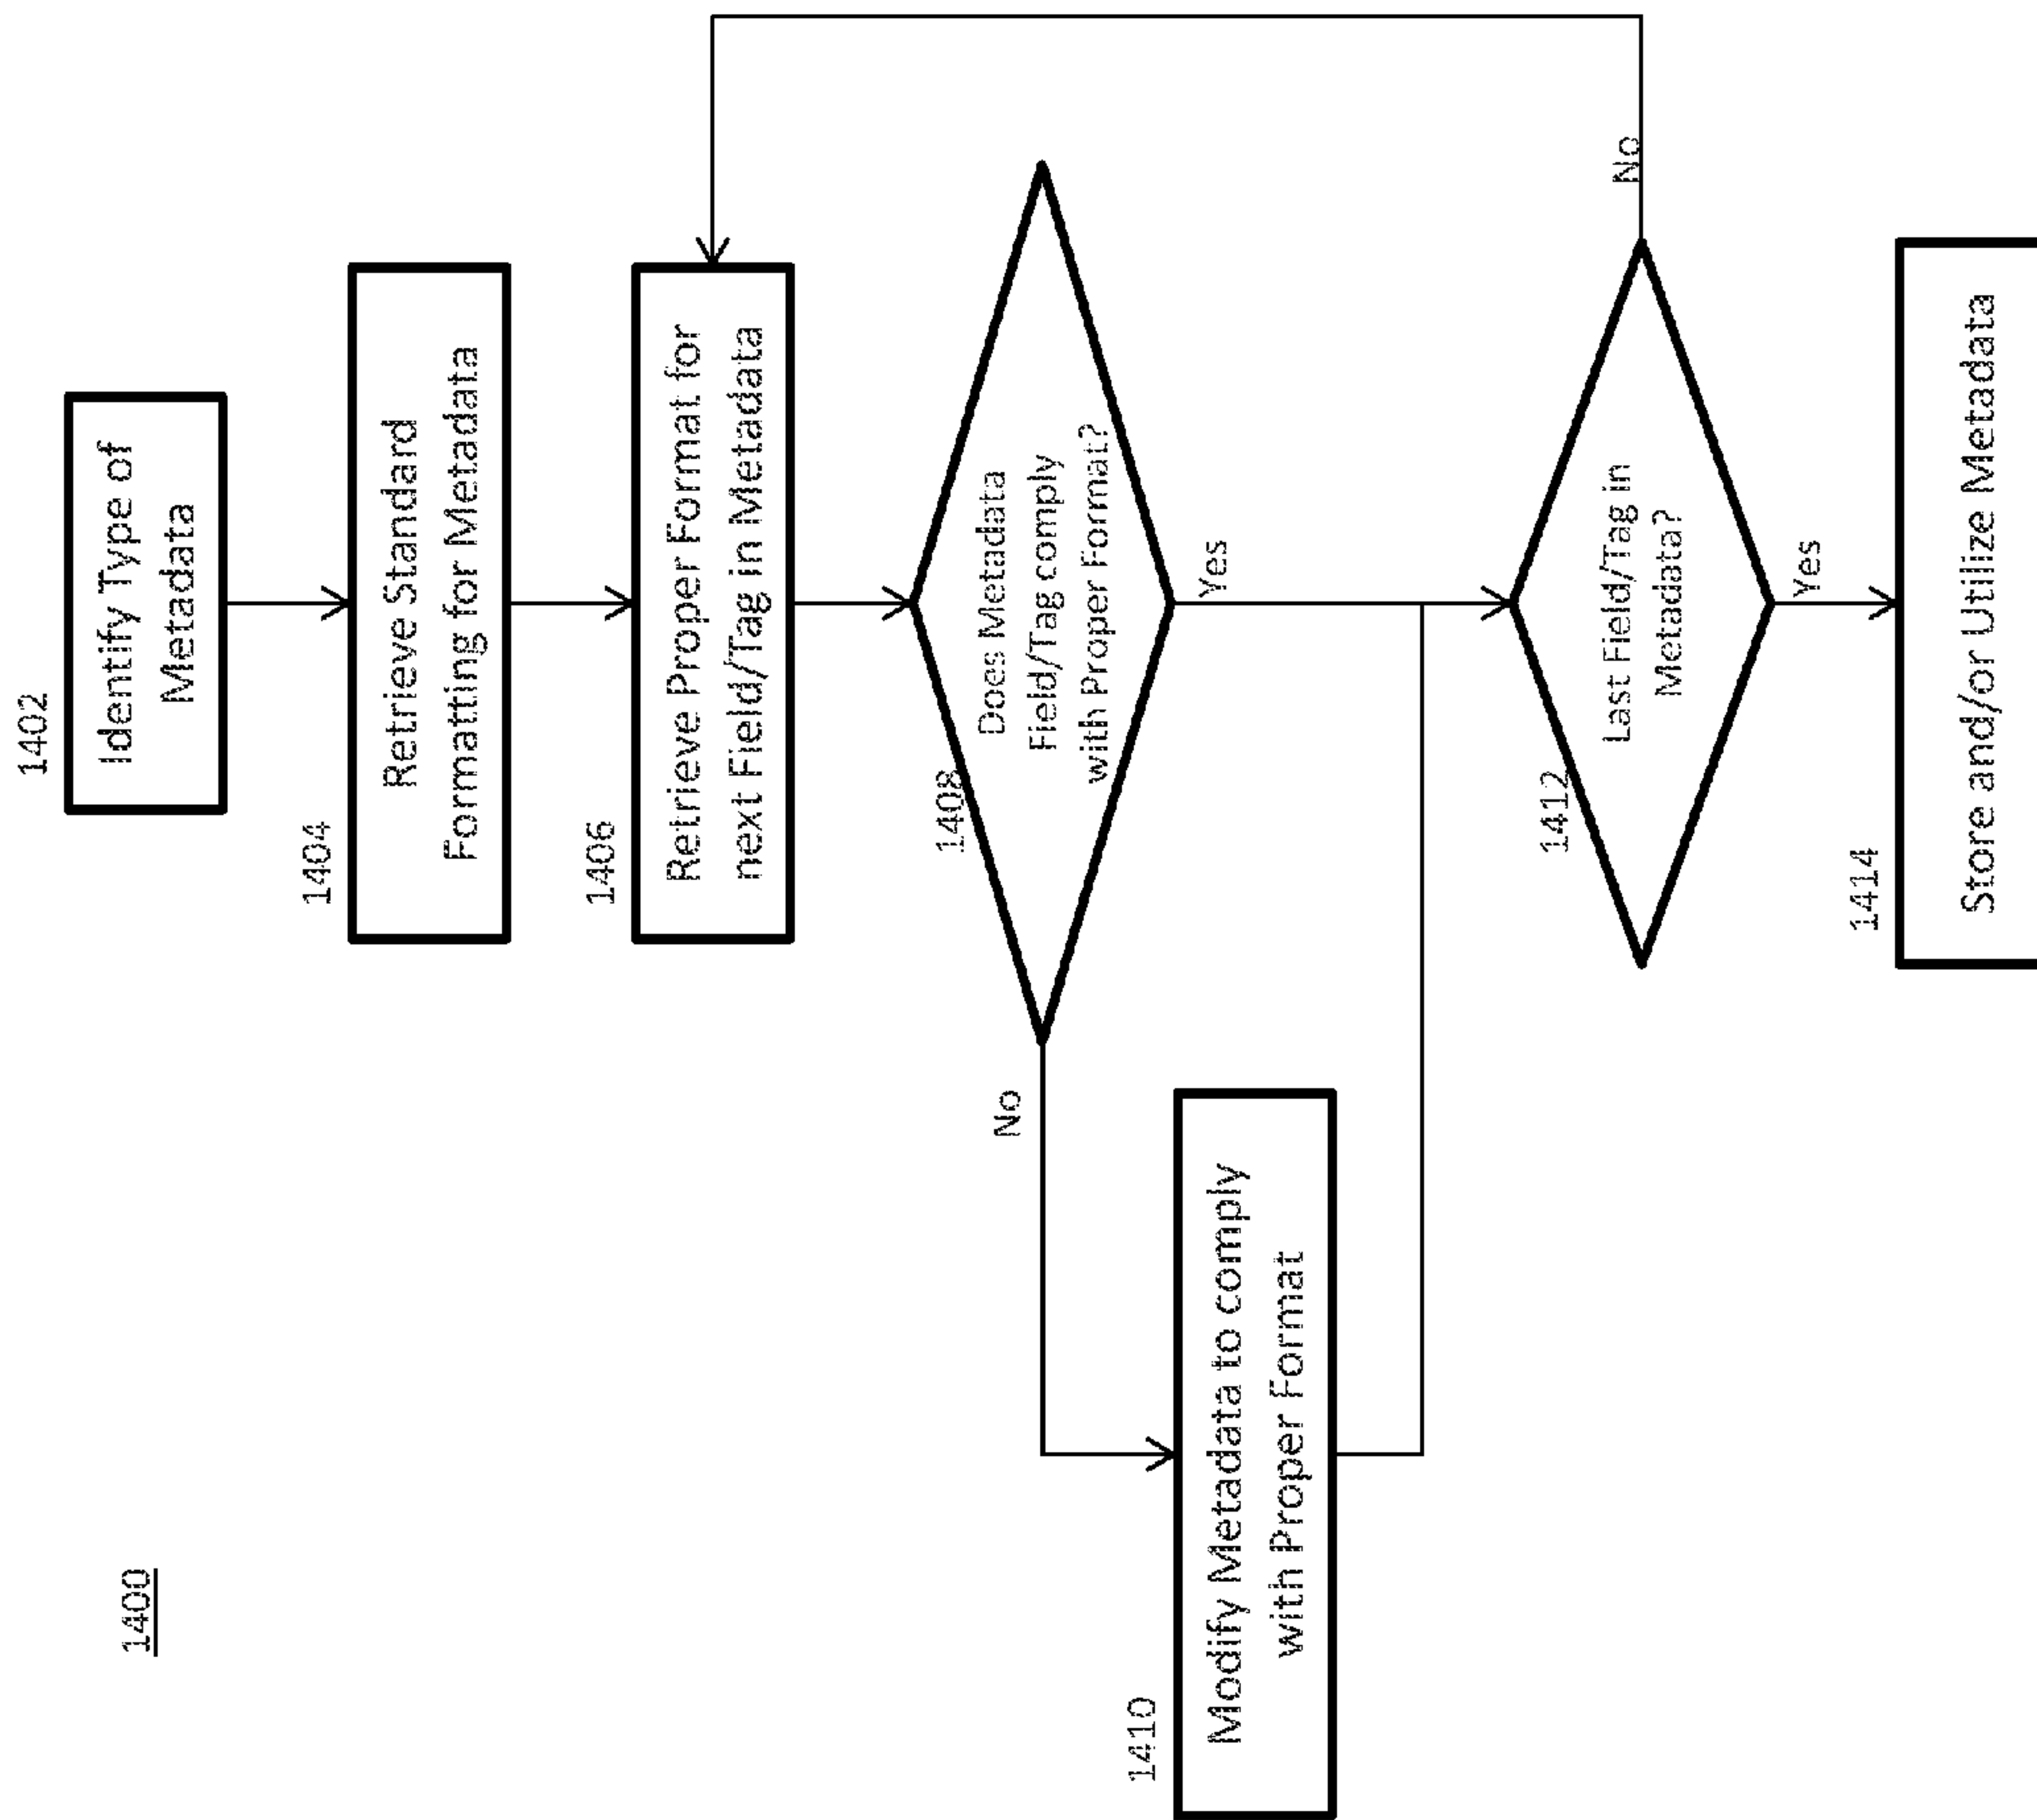 1400
1402
Identify Type of
Metadata
1404
Retrieve Standard
Formatting for Metadata
1406
Retrieve Proper Format for
next Field/Tag in Metadata
1408
Does Metadata
Field/Tag comply
with Proper Format?
No
Yes
1410
Modify Metadata to comply
with Proper Format
1412
Last Field/Tag in
Metadata?
No
Yes
1414
Store and/or Utilize Metadata